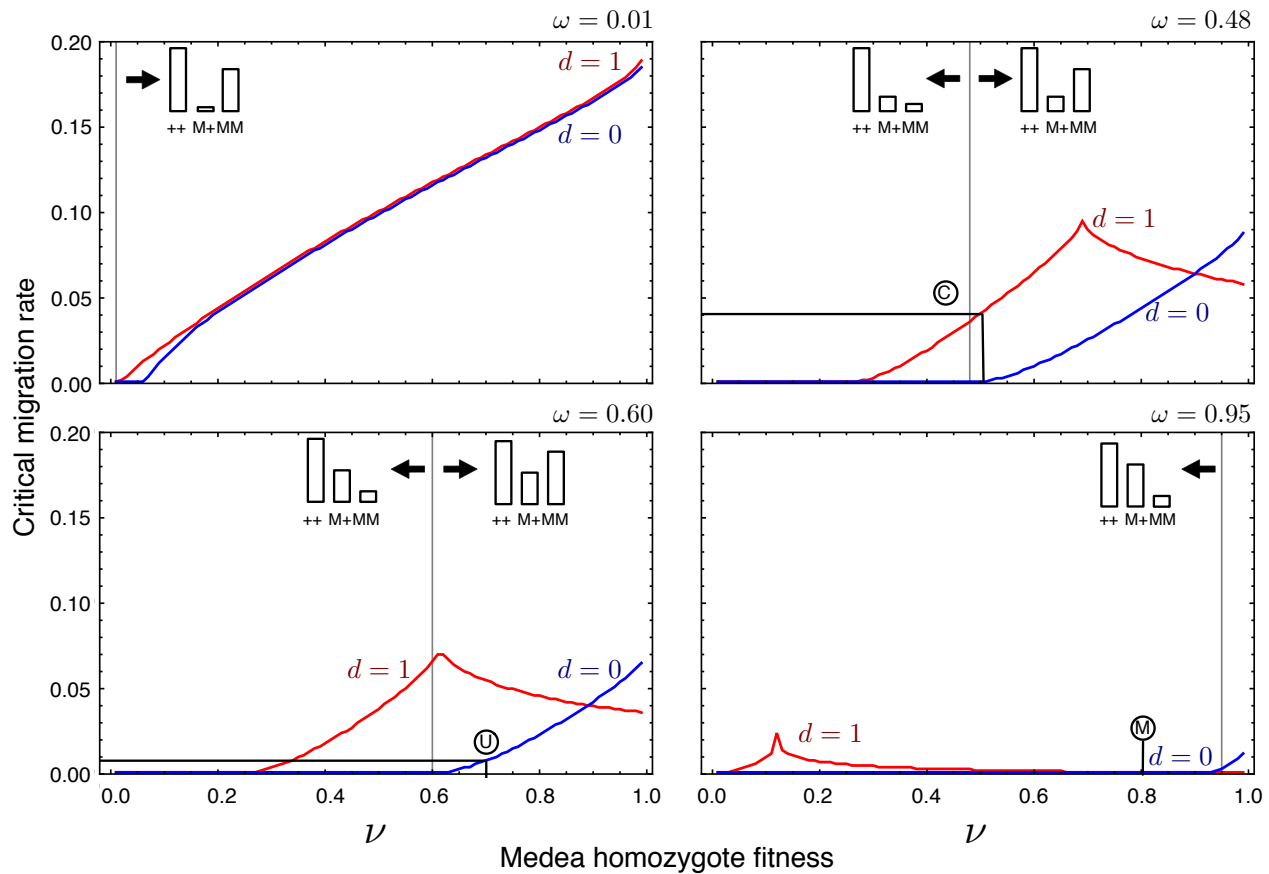 ω = 0.01
ω = 0.48
0.20
0.15
0.10
0.05
0.00
++ M+MM
d = 1
d = 0
++ M+MM
++ M+MM
C
d = 1
d = 0
ω = 0.60
ω = 0.95
0.20
0.15
0.10
0.05
0.00
++ M+MM
++ M+MM
d = 1
d = 0
U
++ M+MM
d = 1
M
d = 0
0.0 0.2 0.4 0.6 0.8 1.0
0.0 0.2 0.4 0.6 0.8 1.0
ν
ν
Critical migration rate
Medea homozygote fitness